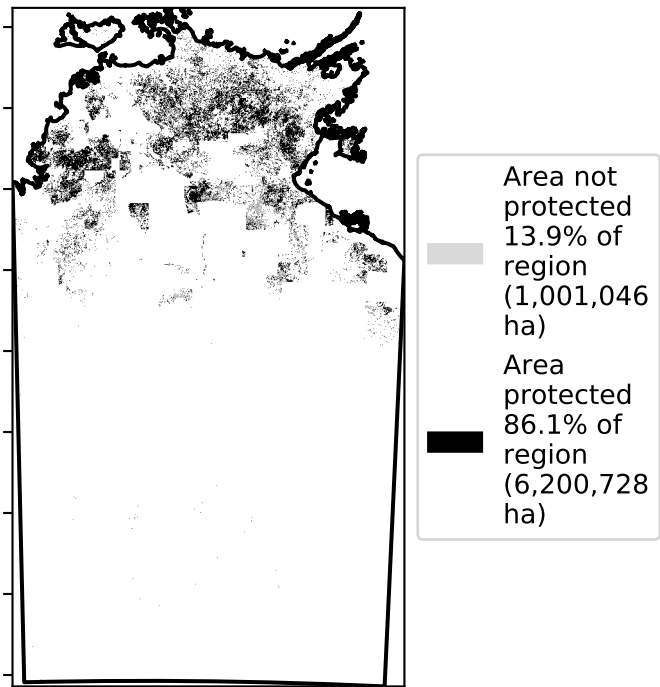 Area not
protected
13.9% of
region
(1,001,046
ha)
Area
protected
86.1% of
region
(6,200,728
ha)